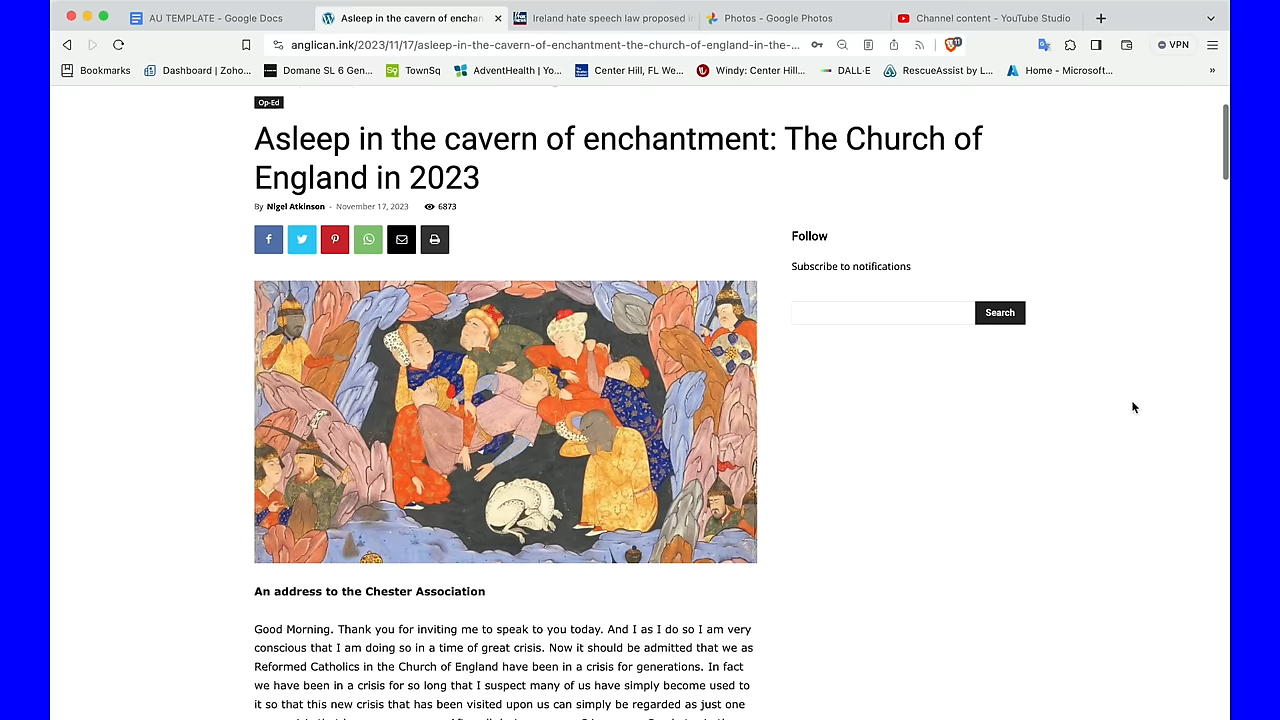 AU TEMPLATE - Google Docs
Asleep in the cavern of enchan
Ireland hate speech law proposed i
Photos - Google Photos
Channel content - YouTube Studio
anglican.ink/2023/11/17/asleep-in-the-cavern-of-enchantment-the-church-of-england-in-the-...
11
VPN
Bookmarks
Dashboard | Zoho...
Domane SL 6 Gen...
TownSq
AdventHealth | Yo...
Center Hill, FL We...
Windy: Center Hill...
DALL·E
RescueAssist by L...
Home - Microsoft...
»
Op-Ed
Asleep in the cavern of enchantment: The Church of
England in 2023
By Nigel Atkinson - November 17, 2023 6873
Follow
Subscribe to notifications
Search
An address to the Chester Association
Good Morning. Thank you for inviting me to speak to you today. And I as I do so I am very
conscious that I am doing so in a time of great crisis. Now it should be admitted that we as
Reformed Catholics in the Church of England have been in a crisis for generations. In fact
we have been in a crisis for so long that I suspect many of us have simply become used to
it so that this new crisis that has been visited upon us can simply be regarded as just one